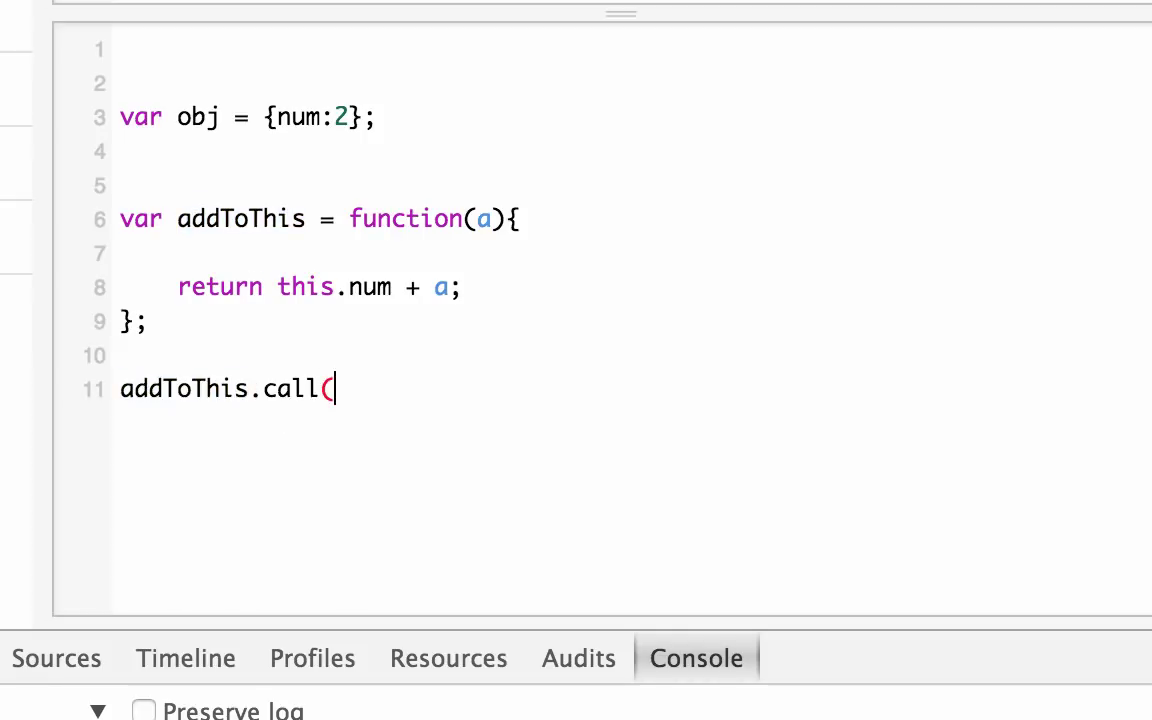 1
2
3 var obj = {num:2};
4
5
6 var addToThis = function(a){
7
8 return this.num + a;
9 };
10
11 addToThis.call(
Sources Timeline Profiles Resources Audits Console
▼ Preserve log